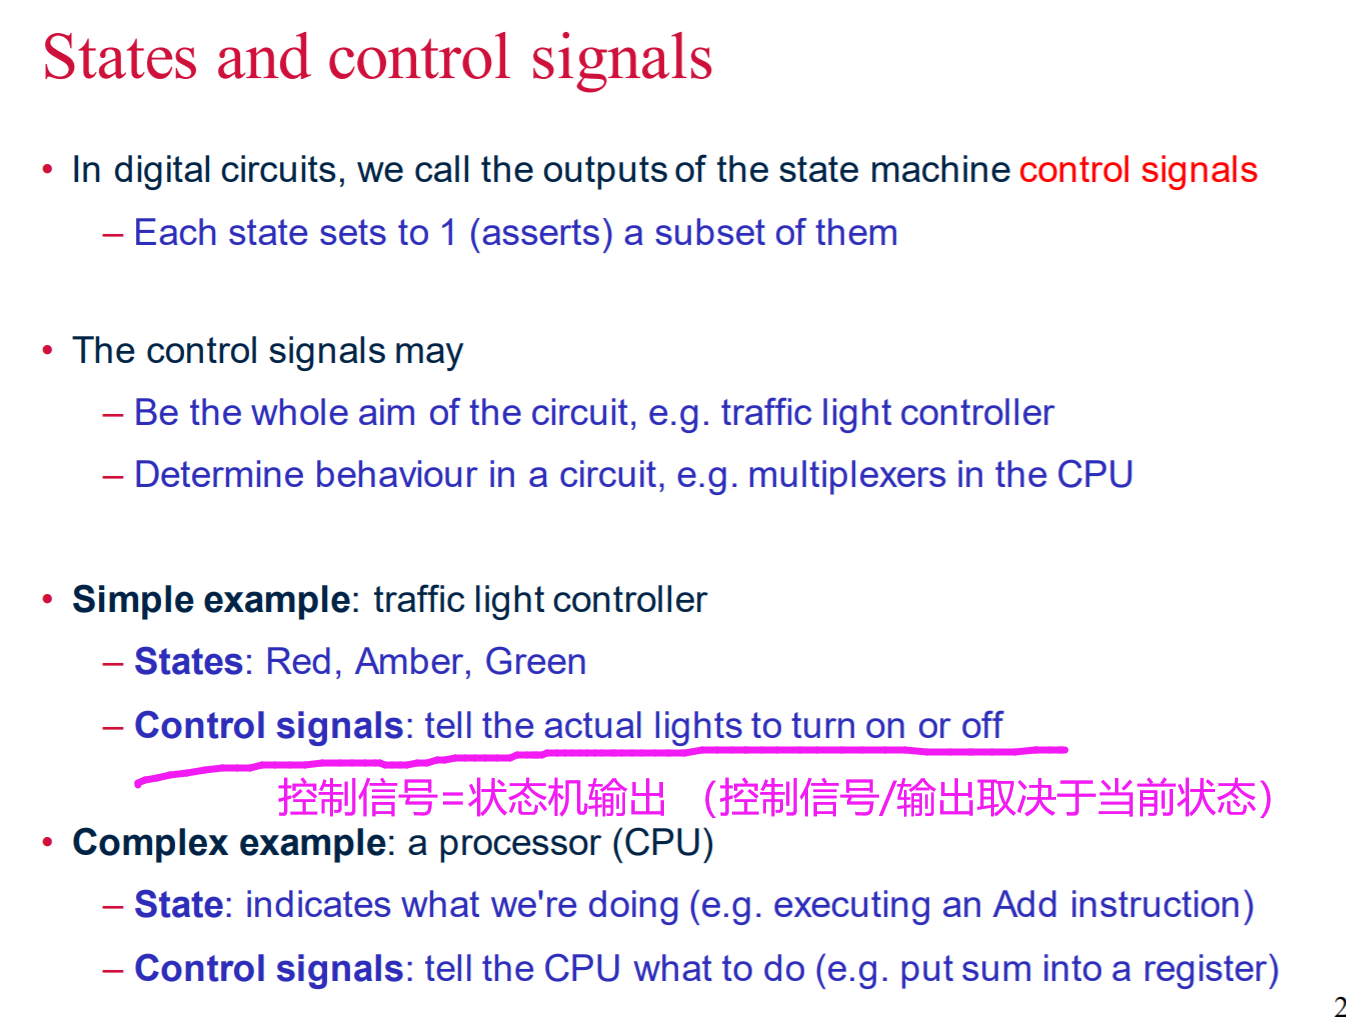 States and control signals
• In digital circuits, we call the outputs of the state machine control signals
– Each state sets to 1 (asserts) a subset of them
• The control signals may
– Be the whole aim of the circuit, e.g. traffic light controller
– Determine behaviour in a circuit, e.g. multiplexers in the CPU
• Simple example: traffic light controller
– States: Red, Amber, Green
– Control signals: tell the actual lights to turn on or off
控制信号=状态机输出 （控制信号/输出取决于当前状态）
• Complex example: a processor (CPU)
– State: indicates what we're doing (e.g. executing an Add instruction)
– Control signals: tell the CPU what to do (e.g. put sum into a register)
2